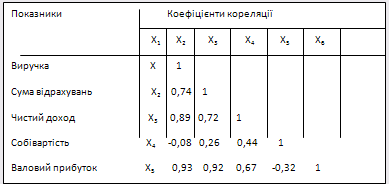 Показники Коефіцієнти кореляції
X₁ X₂ X₃ X₄ X₅ X₆
Виручка X 1
Сума відрахувань X₂ 0,74 1
Чистий доход X₃ 0,89 0,72 1
Собівартість X₄ -0,08 0,26 0,44 1
Валовий прибуток X₅ 0,93 0,92 0,67 -0,32 1